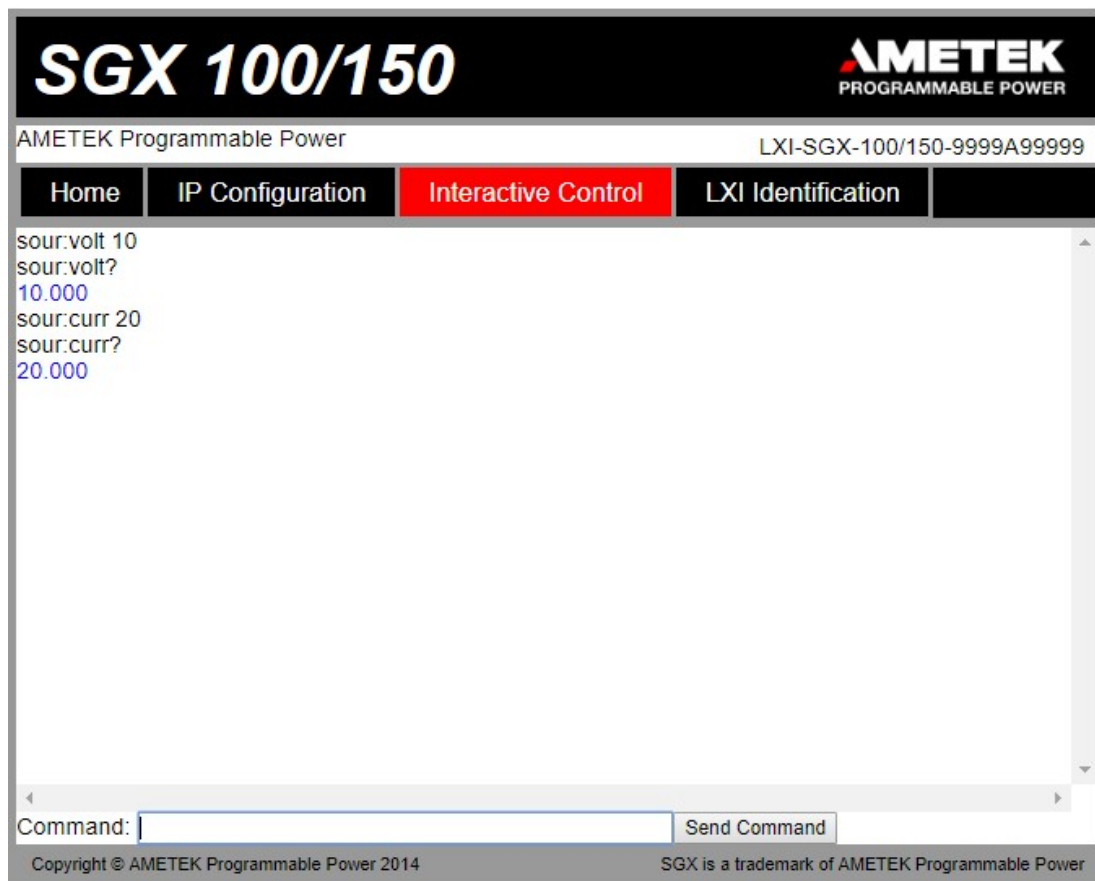 SGX 100/150
AMETEK
PROGRAMMABLE POWER
AMETEK Programmable Power
LXI-SGX-100/150-9999A99999
Home
IP Configuration
Interactive Control
LXI Identification
sour:volt 10
sour:volt?
10.000
sour:curr 20
sour:curr?
20.000
Command:
Send Command
Copyright © AMETEK Programmable Power 2014
SGX is a trademark of AMETEK Programmable Power